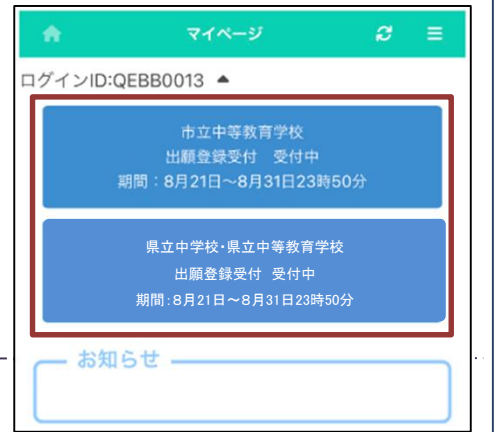 マイページ
ログインID:QEBB0013 ▲
市立中等教育学校
出願登録受付 受付中
期間：8月21日～8月31日23時50分
県立中学校・県立中等教育学校
出願登録受付 受付中
期間：8月21日～8月31日23時50分
お知らせ